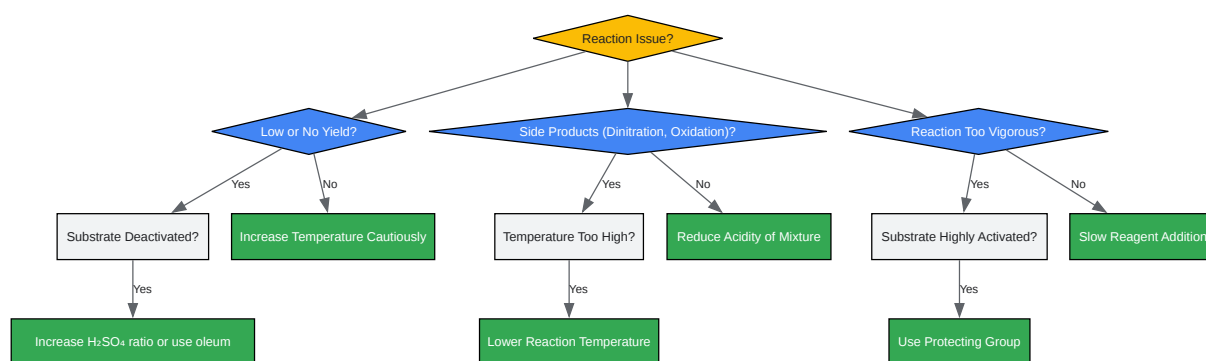 Reaction Issue?
Low or No Yield?
Side Products (Dinitration, Oxidation)?
Reaction Too Vigorous?
Yes
No
Yes
No
Yes
No
Substrate Deactivated?
Increase Temperature Cautiously
Temperature Too High?
Reduce Acidity of Mixture
Substrate Highly Activated?
Slow Reagent Addition
Yes
Yes
Yes
Increase H₂SO₄ ratio or use oleum
Lower Reaction Temperature
Use Protecting Group